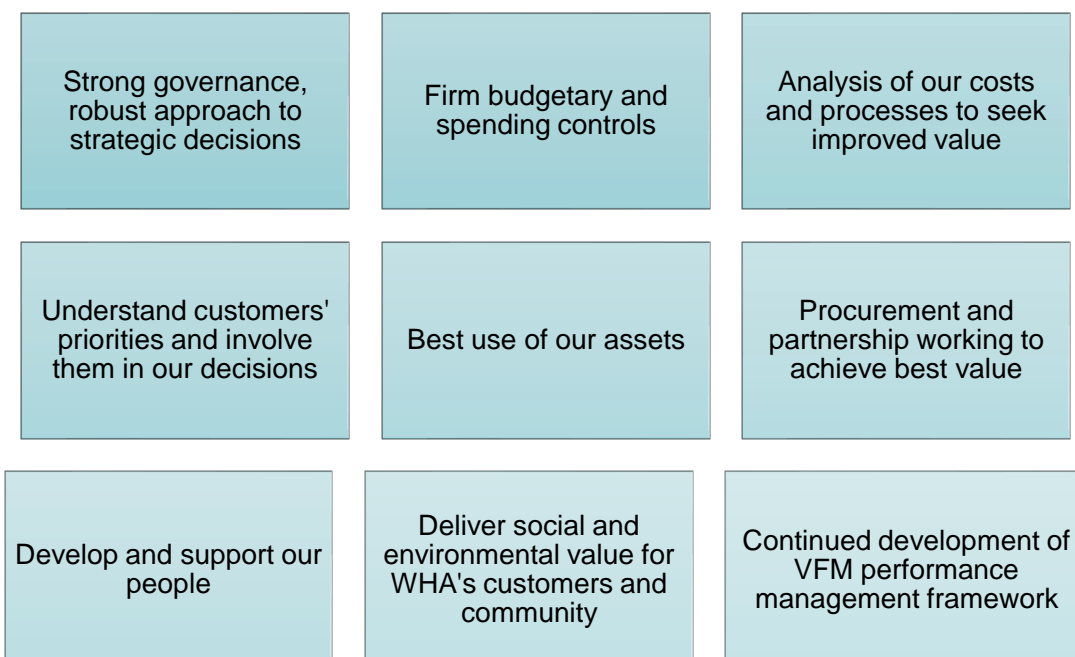 Strong governance,
robust approach to
strategic decisions
Firm budgetary and
spending controls
Analysis of our costs
and processes to seek
improved value
Understand customers'
priorities and involve
them in our decisions
Best use of our assets
Procurement and
partnership working to
achieve best value
Develop and support our
people
Deliver social and
environmental value for
WHA's customers and
community
Continued development of
VFM performance
management framework